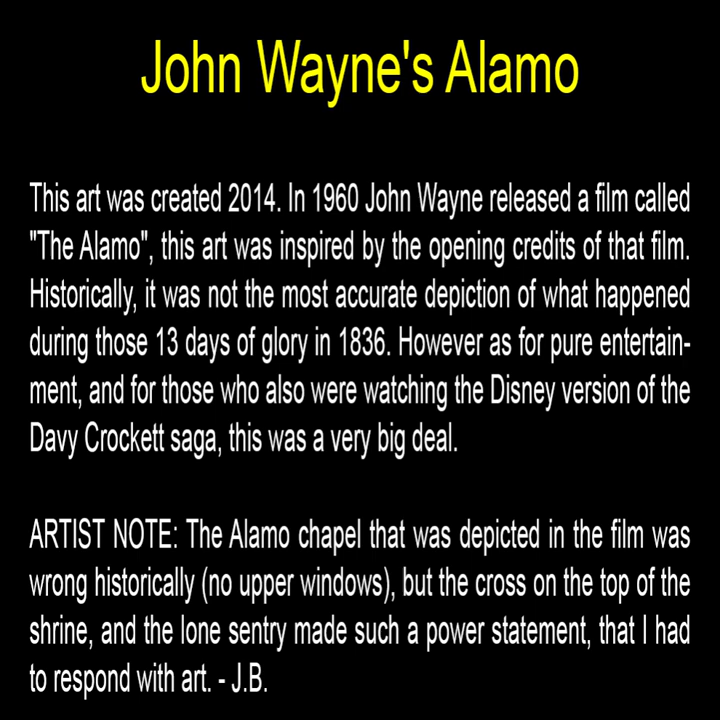 John Wayne's Alamo
This art was created 2014. In 1960 John Wayne released a film called
"The Alamo", this art was inspired by the opening credits of that film.
Historically, it was not the most accurate depiction of what happened
during those 13 days of glory in 1836. However as for pure entertain-
ment, and for those who also were watching the Disney version of the
Davy Crockett saga, this was a very big deal.
ARTIST NOTE: The Alamo chapel that was depicted in the film was
wrong historically (no upper windows), but the cross on the top of the
shrine, and the lone sentry made such a power statement, that I had
to respond with art. - J.B.